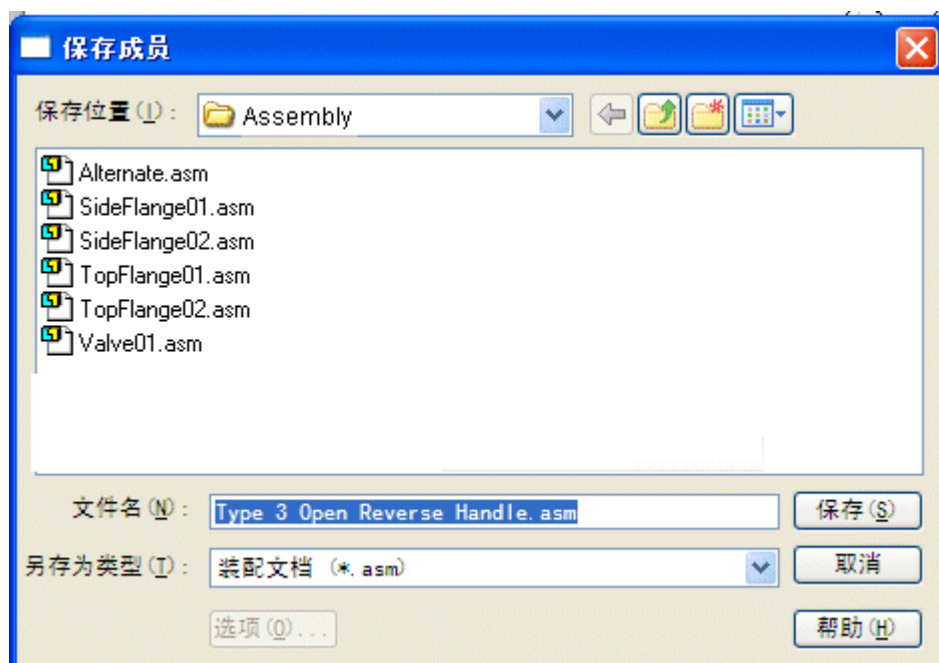 保存成员
保存位置(I): Assembly
Alternate.asm
SideFlange01.asm
SideFlange02.asm
TopFlange01.asm
TopFlange02.asm
Valve01.asm
文件名(N): Type 3 Open Reverse Handle.asm 保存(S)
另存为类型(T): 装配文档 (*.asm) 取消
选项(O)... 帮助(H)